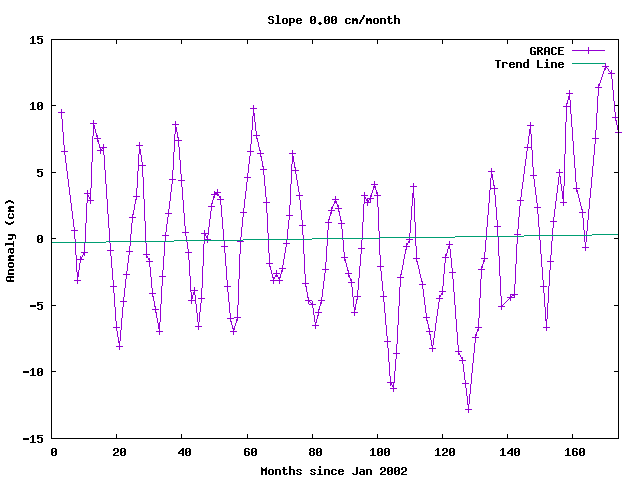 Slope 0.00 cm/month
GRACE
Trend Line
15
10
5
0
-5
-10
-15
Anomaly (cm)
0 20 40 60 80 100 120 140 160
Months since Jan 2002